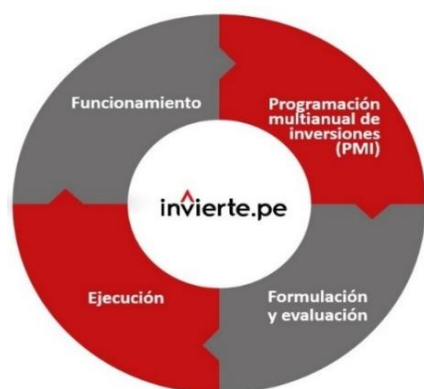 Funcionamiento
Programación
multianual de
inversiones
(PMI)
invierte.pe
Ejecución
Formulación
y evaluación